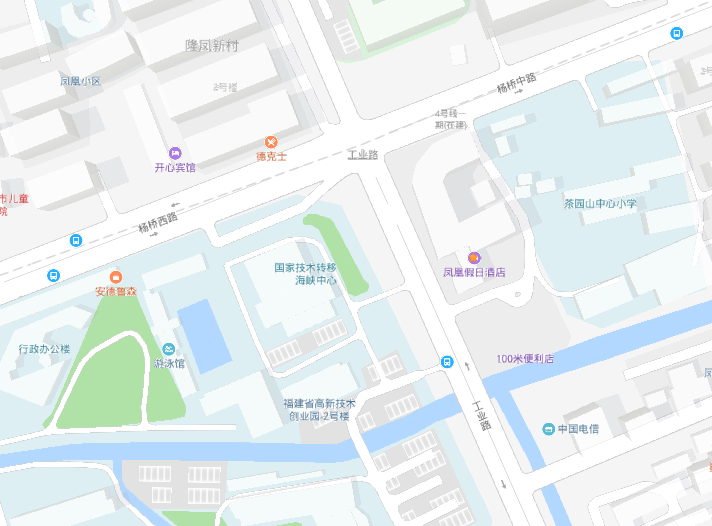 隆凤新村
凤凰小区
2号楼
杨桥中路
4号线一
期(在建)
开心宾馆
德克士
工业路
市儿童
院
杨桥西路
茶园山中心小学
国家技术转移
海峡中心
凤凰假日酒店
安德鲁森
行政办公楼
游泳馆
100米便利店
福建省高新技术
创业园-2号楼
工业路
中国电信